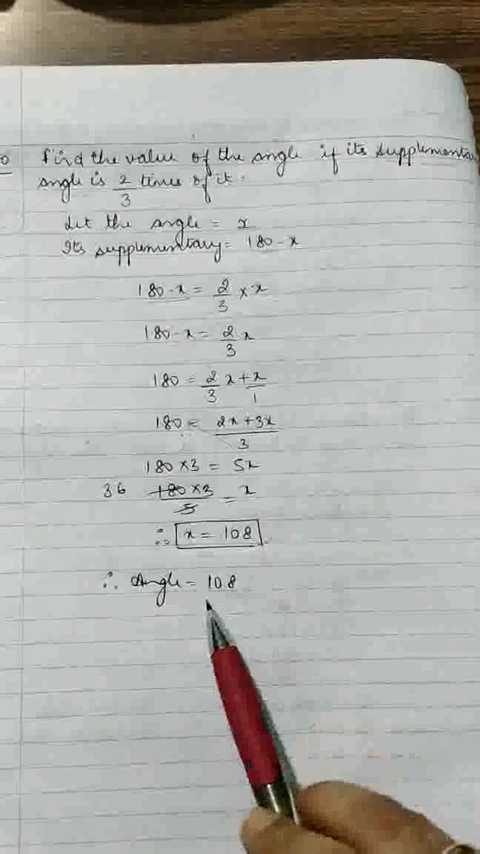 Find the value of the angle if its supplementary
angle is 2/3 times of it.
Let the angle = x
Its supplementary = 180 - x
180 - x = 2/3 × x
180 - x = 2/3 x
180 = 2/3 x + x/1
180 = 2x + 3x / 3
180 × 3 = 5x
36 180 × 3 / 5 = x
∴ x = 108
∴ Angle = 108